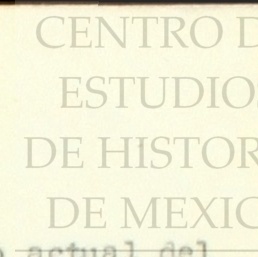 CENTRO D
ESTUDIO
DE HISTOR
DE MEXIC
o actual del